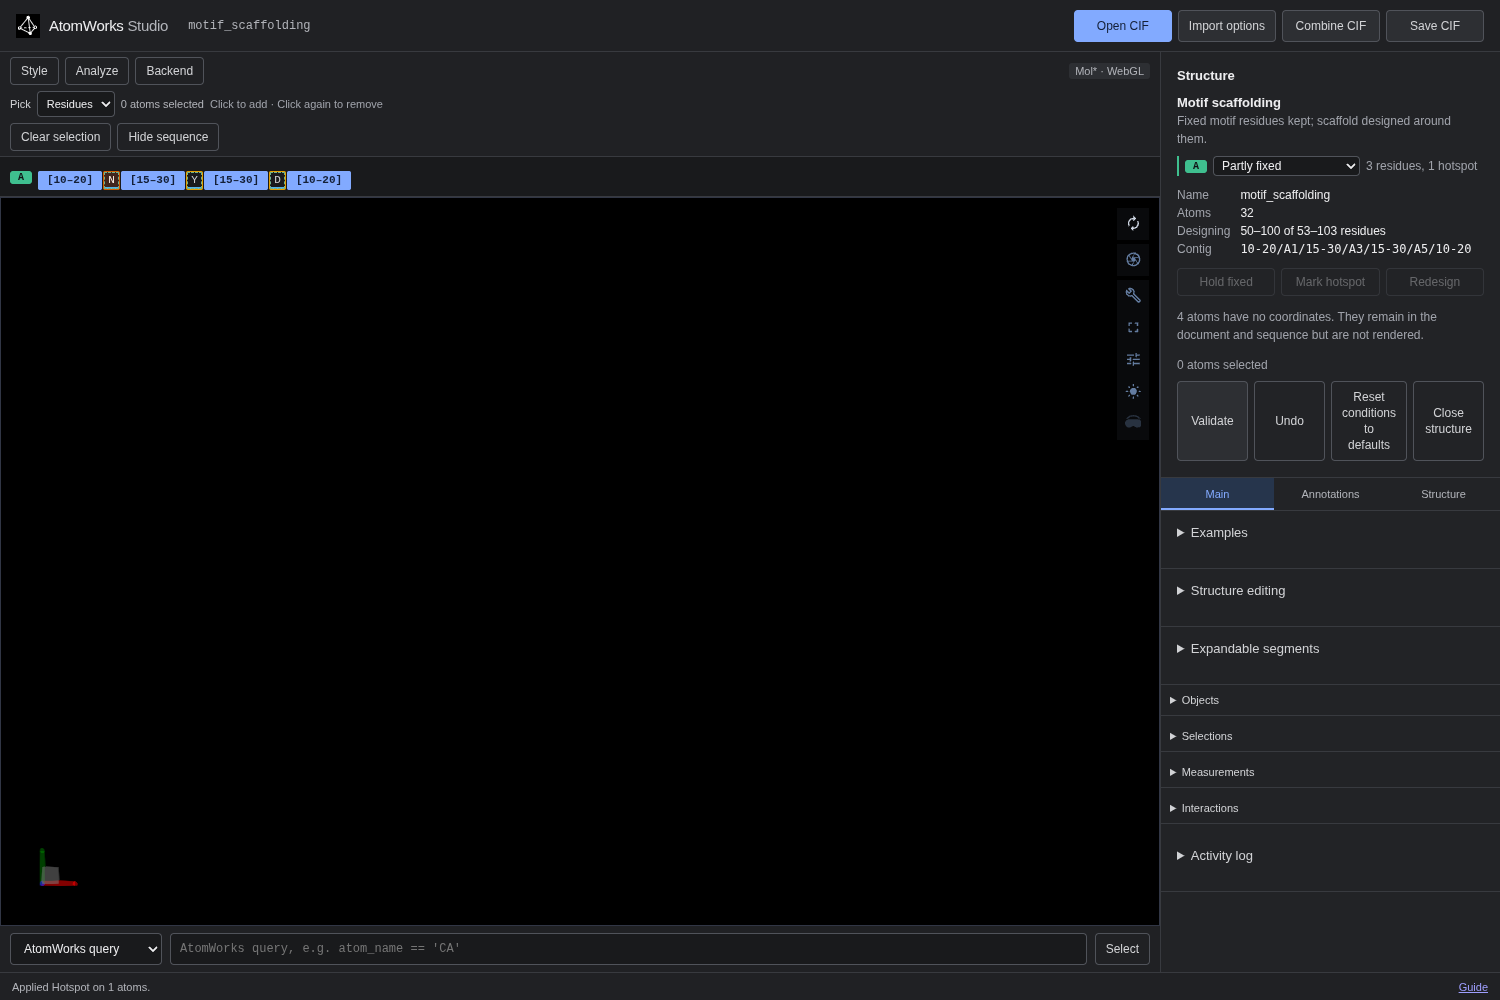 AtomWorks Studio motif_scaffolding Open CIF Import options Combine CIF Save CIF
Style Analyze Backend Mol* · WebGL
Pick Residues 0 atoms selected Click to add · Click again to remove
Clear selection Hide sequence
A [10–20] N [15–30] Y [15–30] D [10–20]
Structure
Motif scaffolding
Fixed motif residues kept; scaffold designed around
them.
A Partly fixed 3 residues, 1 hotspot
Name motif_scaffolding
Atoms 32
Designing 50–100 of 53–103 residues
Contig 10-20/A1/15-30/A3/15-30/A5/10-20
Hold fixed Mark hotspot Redesign
4 atoms have no coordinates. They remain in the
document and sequence but are not rendered.
0 atoms selected
Validate Undo Reset conditions to defaults Close structure
Main Annotations Structure
Examples
Structure editing
Expandable segments
Objects
Selections
Measurements
Interactions
Activity log
AtomWorks query AtomWorks query, e.g. atom_name == 'CA' Select
Applied Hotspot on 1 atoms. Guide